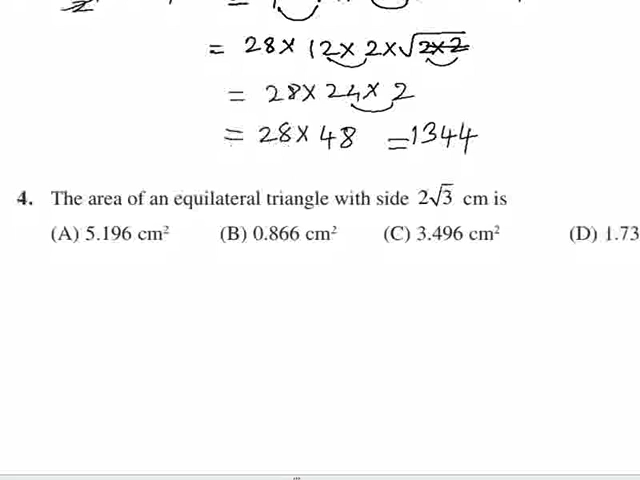 = 28 × 12 × 2 × √2×2
= 28 × 24 × 2
= 28 × 48 = 1344
4. The area of an equilateral triangle with side 2√3 cm is
(A) 5.196 cm² (B) 0.866 cm² (C) 3.496 cm² (D) 1.73